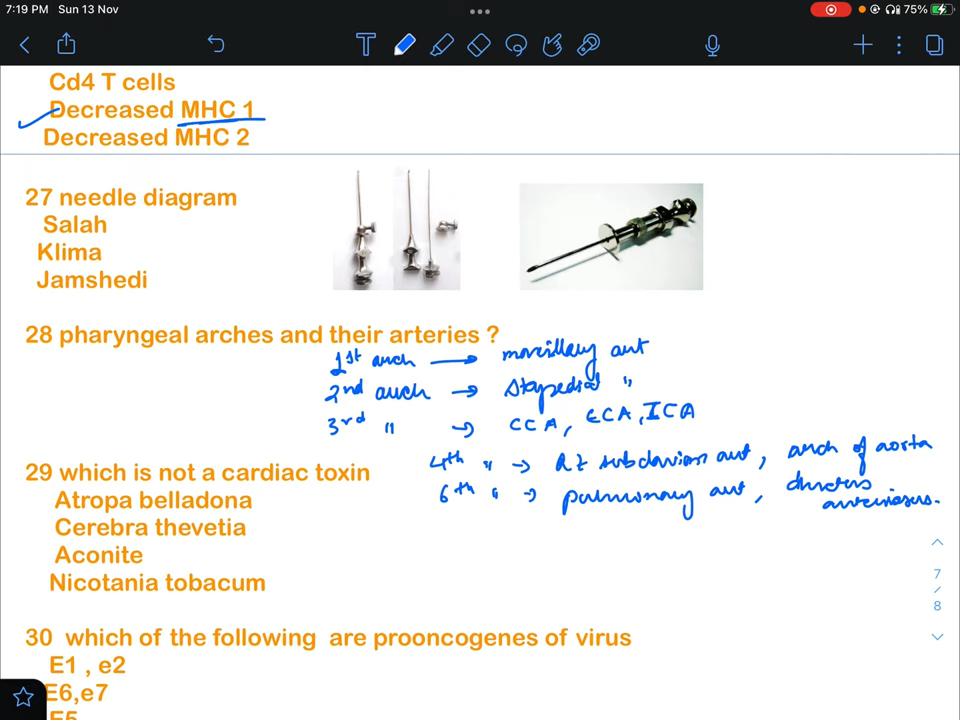 7:19 PM Sun 13 Nov
75%
T
Cd4 T cells
Decreased MHC 1
Decreased MHC 2
27 needle diagram
Salah
Klima
Jamshedi
28 pharyngeal arches and their arteries ?
1st arch → maxillary art
2nd arch → stapedial "
3rd " → CCA, ECA, ICA
4th " → Rt subclavian art, arch of aorta
6th " → pulmonary art, ductus
arteriosus.
29 which is not a cardiac toxin
Atropa belladona
Cerebra thevetia
Aconite
Nicotania tobacum
7
/
8
30 which of the following are prooncogenes of virus
E1 , e2
E6,e7
E5